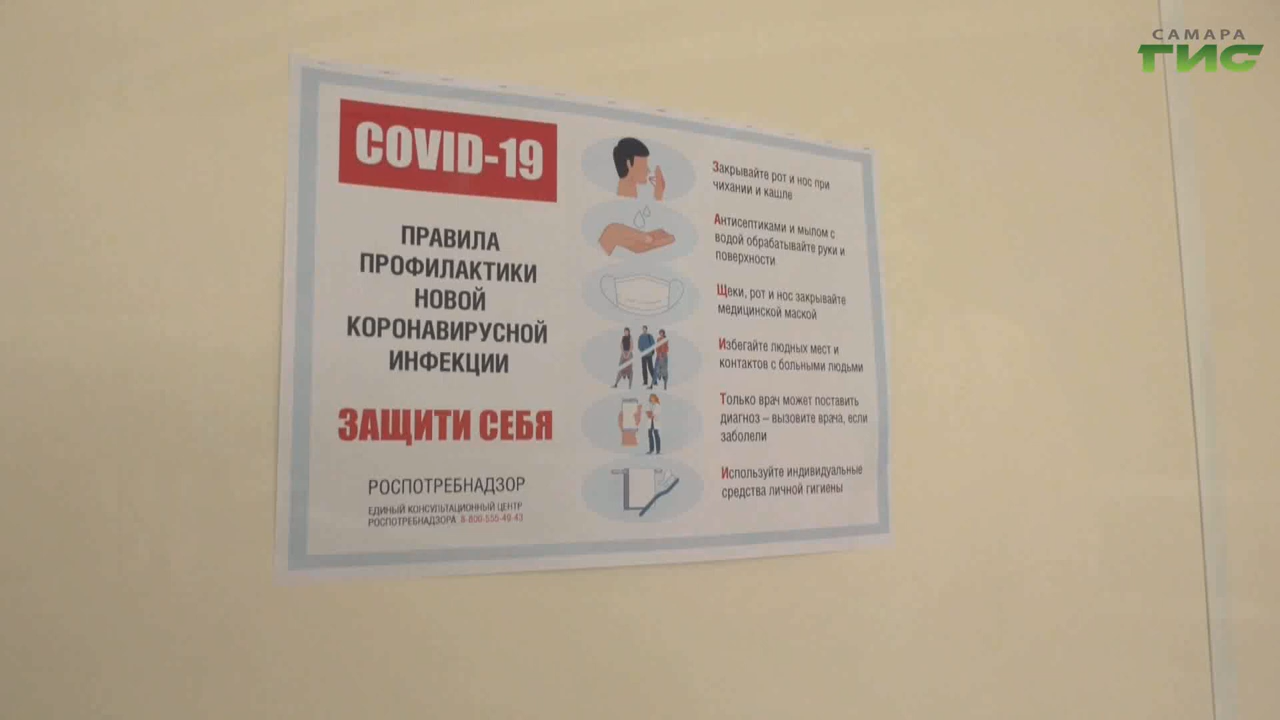 САМАРА
ГИС
COVID-19
ПРАВИЛА
ПРОФИЛАКТИКИ
НОВОЙ
КОРОНАВИРУСНОЙ
ИНФЕКЦИИ
ЗАЩИТИ СЕБЯ
РОСПОТРЕБНАДЗОР
ЕДИНЫЙ КОНСУЛЬТАЦИОННЫЙ ЦЕНТР
РОСПОТРЕБНАДЗОРА 8-800-555-49-43
Закрывайте рот и нос при
чихании и кашле
Антисептиками и мылом с
водой обрабатывайте руки и
поверхности
Щеки, рот и нос закрывайте
медицинской маской
Избегайте людных мест и
контактов с больными людьми
Только врач может поставить
диагноз – вызовите врача, если
заболели
Используйте индивидуальные
средства личной гигиены